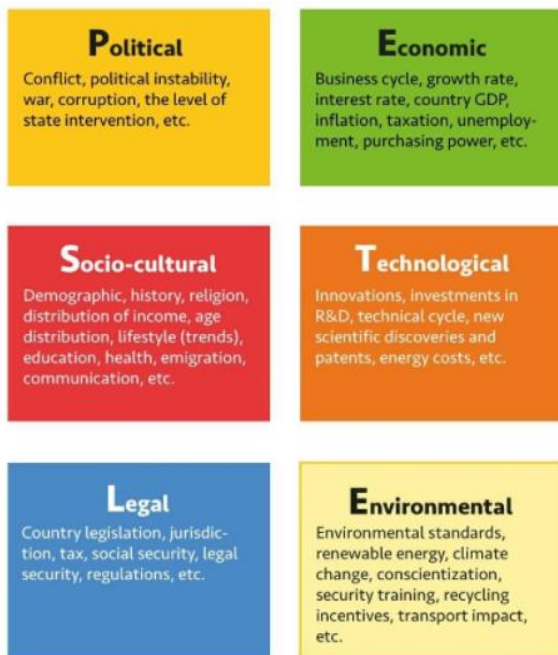 Political
Conflict, political instability,
war, corruption, the level of
state intervention, etc.
Economic
Business cycle, growth rate,
interest rate, country GDP,
inflation, taxation, unemploy-
ment, purchasing power, etc.
Socio-cultural
Demographic, history, religion,
distribution of income, age
distribution, lifestyle (trends),
education, health, emigration,
communication, etc.
Technological
Innovations, investments in
R&D, technical cycle, new
scientific discoveries and
patents, energy costs, etc.
Legal
Country legislation, jurisdic-
tion, tax, social security, legal
security, regulations, etc.
Environmental
Environmental standards,
renewable energy, climate
change, conscientization,
security training, recycling
incentives, transport impact,
etc.